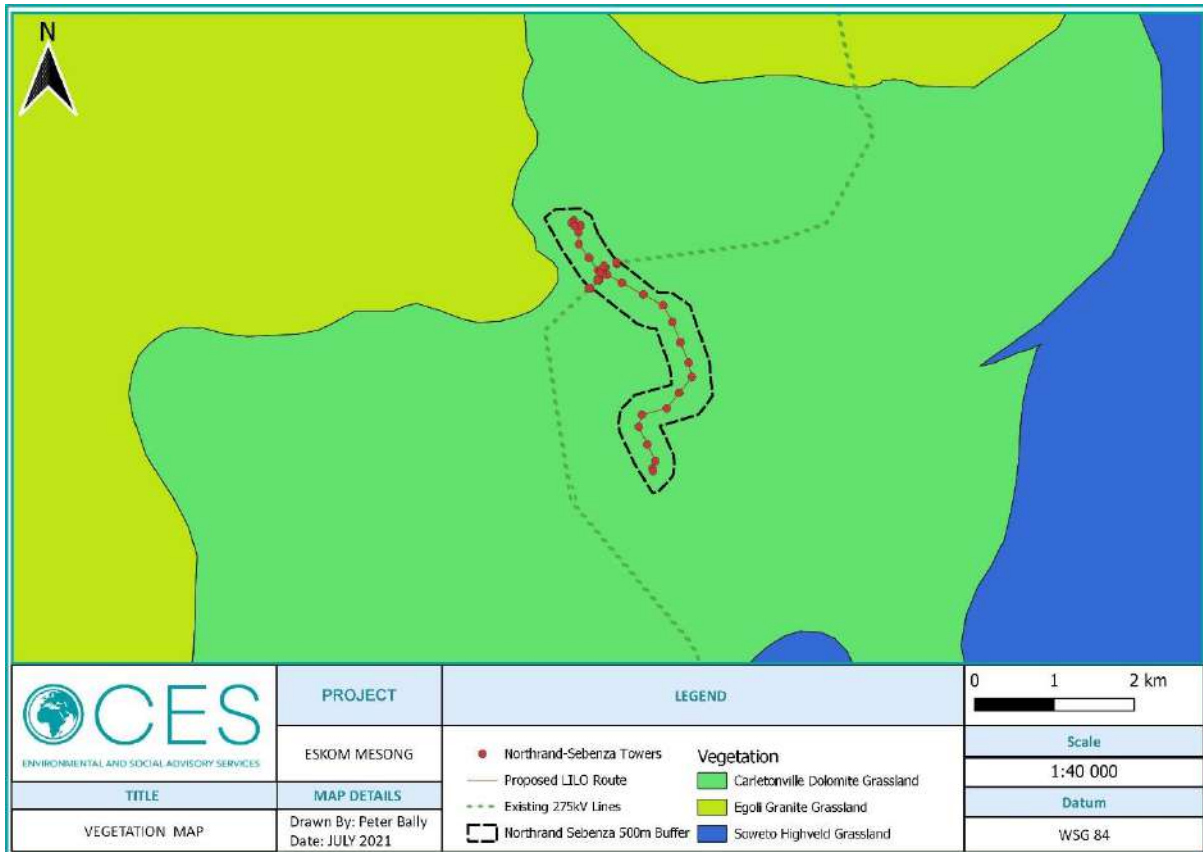 N
CES
ENVIRONMENTAL AND SOCIAL ADVISORY SERVICES
PROJECT
ESKOM MESONG
TITLE
VEGETATION MAP
MAP DETAILS
Drawn By: Peter Bally
Date: JULY 2021
LEGEND
Northrand-Sebenza Towers
Proposed LILO Route
Existing 275kV Lines
Northrand Sebenza 500m Buffer
Vegetation
Carletonville Dolomite Grassland
Egoli Granite Grassland
Soweto Highveld Grassland
0 1 2 km
Scale
1:40 000
Datum
WSG 84